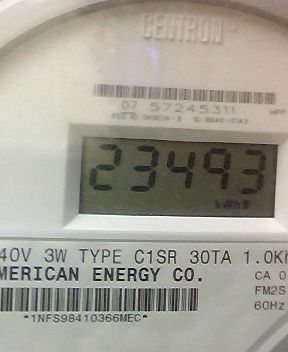 CENTRON®
07 57245311
23493
kWh
40V 3W TYPE C1SR 30TA 1.0Kh
MERICAN ENERGY CO.
CA 0
FM2S
60Hz
*1NFS98410366MEC*